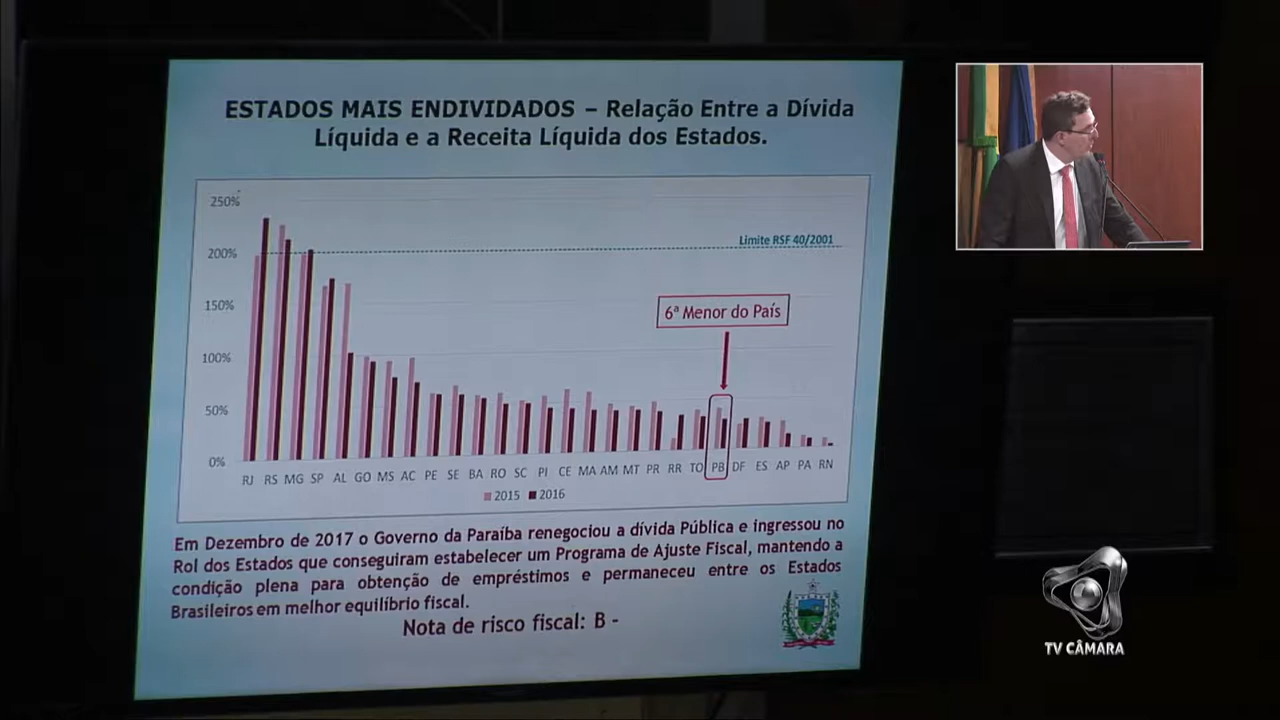 ESTADOS MAIS ENDIVIDADOS – Relação Entre a Dívida
Líquida e a Receita Líquida dos Estados.
250%
200%
150%
100%
50%
0%
Limite RSF 40/2001
6ª Menor do País
RJ RS MG SP AL GO MS AC PE SE BA RO SC PI CE MA AM MT PR RR TO PB DF ES AP PA RN
2015 2016
Em Dezembro de 2017 o Governo da Paraíba renegociou a dívida Pública e ingressou no
Rol dos Estados que conseguiram estabelecer um Programa de Ajuste Fiscal, mantendo a
condição plena para obtenção de empréstimos e permaneceu entre os Estados
Brasileiros em melhor equilíbrio fiscal.
Nota de risco fiscal: B -
TV CÂMARA